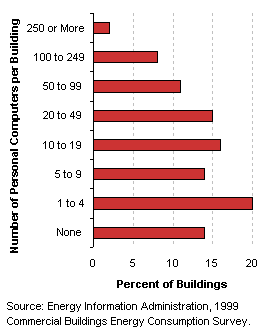 Number of Personal Computers per Building
250 or More
100 to 249
50 to 99
20 to 49
10 to 19
5 to 9
1 to 4
None
0 5 10 15 20
Percent of Buildings
Source: Energy Information Administration, 1999
Commercial Buildings Energy Consumption Survey.